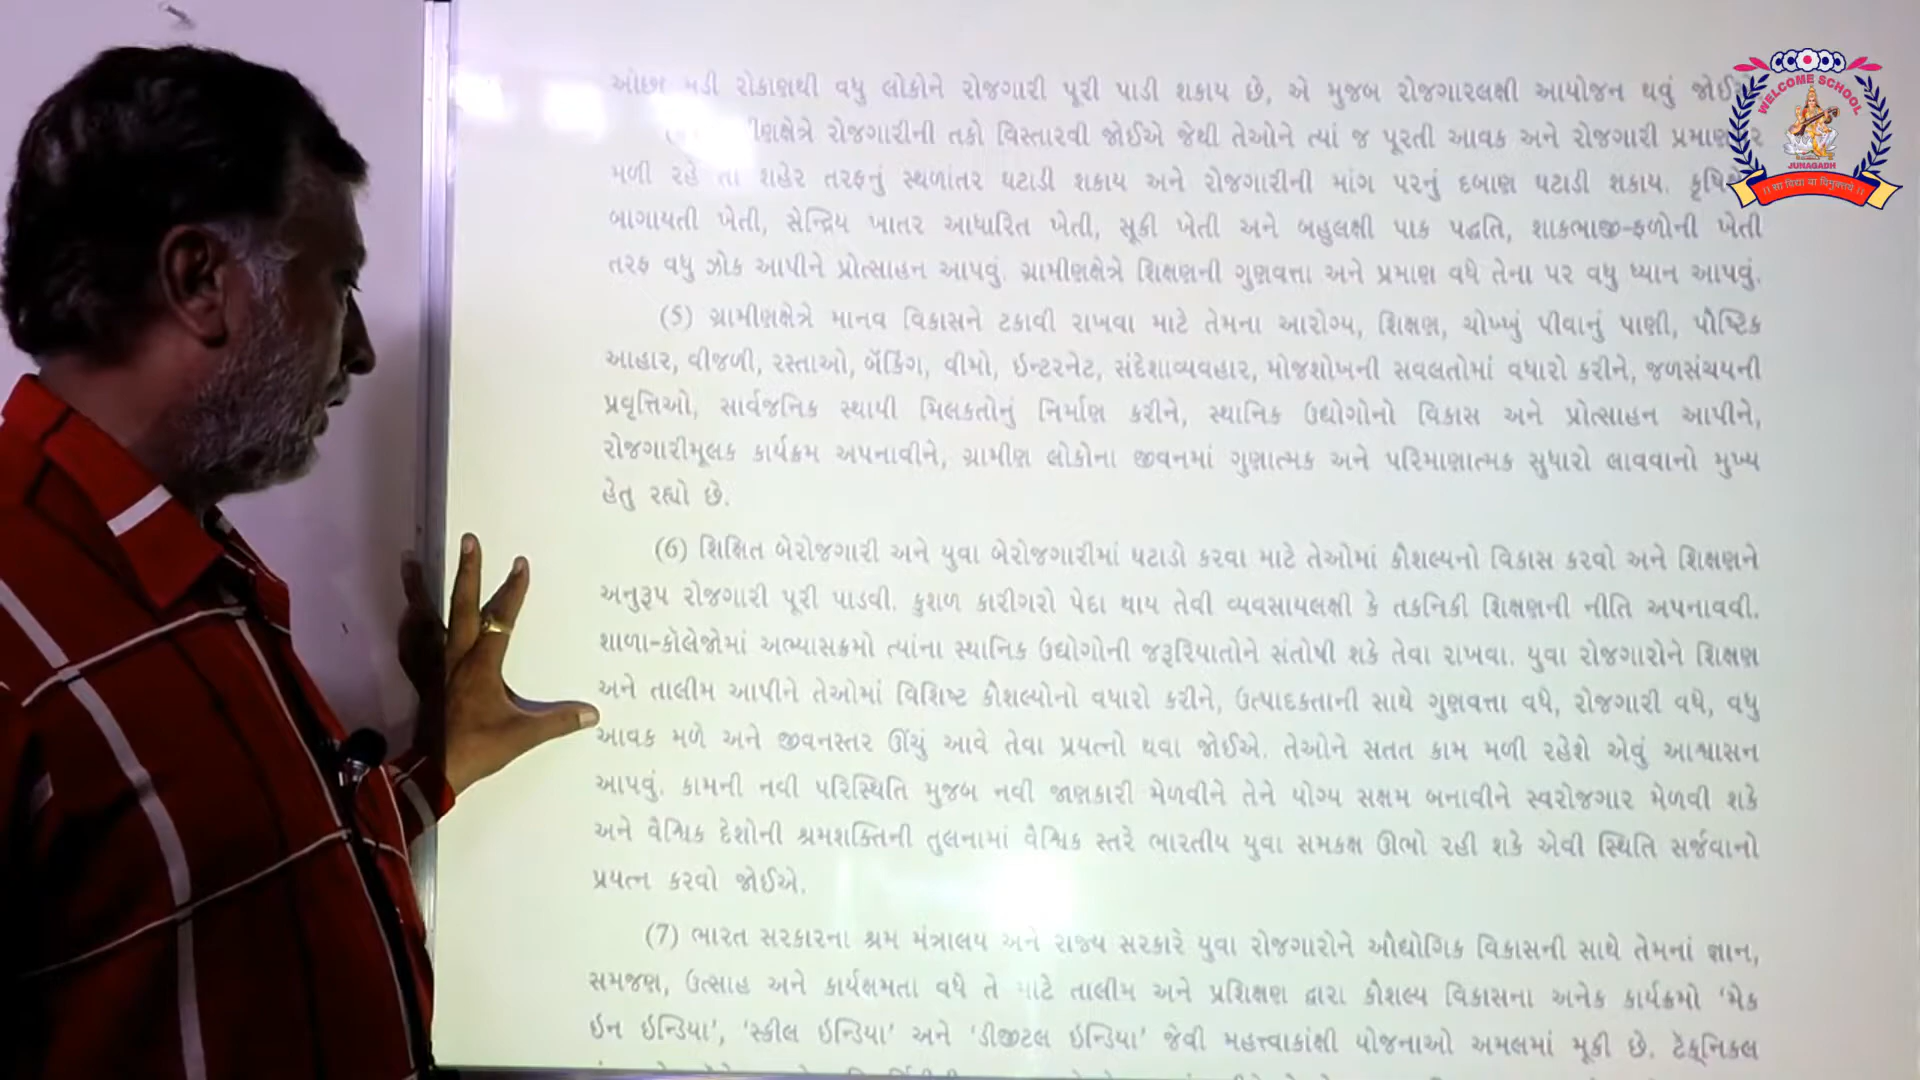 ઓછા મૂડી રોકાણથી વધુ લોકોને રોજગારી પૂરી પાડી શકાય છે, એ મુજબ રોજગારલક્ષી આયોજન થવું
રોજગારીની તકો વિસ્તારવી જોઈએ જેથી તેઓને ત્યાં જ પૂરતી આવક અને રોજગારી
મળી રહે તો શહેર તરફનું સ્થળાંતર ઘટાડી શકાય અને રોજગારીની માંગ પરનું દબાણ ઘટાડી શકાય.
બાગાયતી ખેતી, સેન્દ્રિય ખાતર આધારિત ખેતી, સૂકી ખેતી અને બહુલક્ષી પાક પદ્ધતિ, શાકભાજી-ફળોની ખેતી
તરફ વધુ ઝોક આપીને પ્રોત્સાહન આપવું. ગ્રામીણક્ષેત્રે શિક્ષણની ગુણવત્તા અને પ્રમાણ વધે તેના પર વધુ ધ્યાન આપવું.
(5) ગ્રામીણક્ષેત્રે માનવ વિકાસને ટકાવી રાખવા માટે તેમના આરોગ્ય, શિક્ષણ, ચોખ્ખું પીવાનું પાણી, પૌષ્ટિક
આહાર, વીજળી, રસ્તાઓ, બૅંકિંગ, વીમો, ઇન્ટરનેટ, સંદેશાવ્યવહાર, મોજશોખની સવલતોમાં વધારો કરીને, જળસંચયની
પ્રવૃત્તિઓ, સાર્વજનિક સ્થાયી મિલકતોનું નિર્માણ કરીને, સ્થાનિક ઉદ્યોગોનો વિકાસ અને પ્રોત્સાહન આપીને,
રોજગારીમૂલક કાર્યક્રમ અપનાવીને, ગ્રામીણ લોકોના જીવનમાં ગુણાત્મક અને પરિમાણાત્મક સુધારો લાવવાનો મુખ્ય
હેતુ રહ્યો છે.
(6) શિક્ષિત બેરોજગારી અને યુવા બેરોજગારીમાં ઘટાડો કરવા માટે તેઓમાં કૌશલ્યનો વિકાસ કરવો અને શિક્ષણને
અનુરૂપ રોજગારી પૂરી પાડવી. કુશળ કારીગરો પેદા થાય તેવી વ્યવસાયલક્ષી કે તકનિકી શિક્ષણની નીતિ અપનાવવી.
શાળા-કૉલેજોમાં અભ્યાસક્રમો ત્યાંના સ્થાનિક ઉદ્યોગોની જરૂરિયાતોને સંતોષી શકે તેવા રાખવા. યુવા રોજગારોને શિક્ષણ
અને તાલીમ આપીને તેઓમાં વિશિષ્ટ કૌશલ્યોનો વધારો કરીને, ઉત્પાદકતાની સાથે ગુણવત્તા વધે, રોજગારી વધે, વધુ
આવક મળે અને જીવનસ્તર ઊંચું આવે તેવા પ્રયત્નો થવા જોઈએ. તેઓને સતત કામ મળી રહેશે એવું આશ્વાસન
આપવું. કામની નવી પરિસ્થિતિ મુજબ નવી જાણકારી મેળવીને તેને યોગ્ય સક્ષમ બનાવીને સ્વરોજગાર મેળવી શકે
અને વૈશ્વિક દેશોની શ્રમશક્તિની તુલનામાં વૈશ્વિક સ્તરે ભારતીય યુવા સમકક્ષ ઊભો રહી શકે એવી સ્થિતિ સર્જવાનો
પ્રયત્ન કરવો જોઈએ.
(7) ભારત સરકારના શ્રમ મંત્રાલય અને રાજ્ય સરકારે યુવા રોજગારોને ઔદ્યોગિક વિકાસની સાથે તેમનાં જ્ઞાન,
સમજણ, ઉત્સાહ અને કાર્યક્ષમતા વધે તે માટે તાલીમ અને પ્રશિક્ષણ દ્વારા કૌશલ્ય વિકાસના અનેક કાર્યક્રમો ‘મેક
ઇન ઇન્ડિયા’, ‘સ્કીલ ઇન્ડિયા’ અને ‘ડીજીટલ ઇન્ડિયા’ જેવી મહત્ત્વાકાંક્ષી યોજનાઓ અમલમાં મૂકી છે. ટૅક્નિકલ
WELCOME SCHOOL
JUNAGADH
।। सा विद्या या विमुक्तये ।।